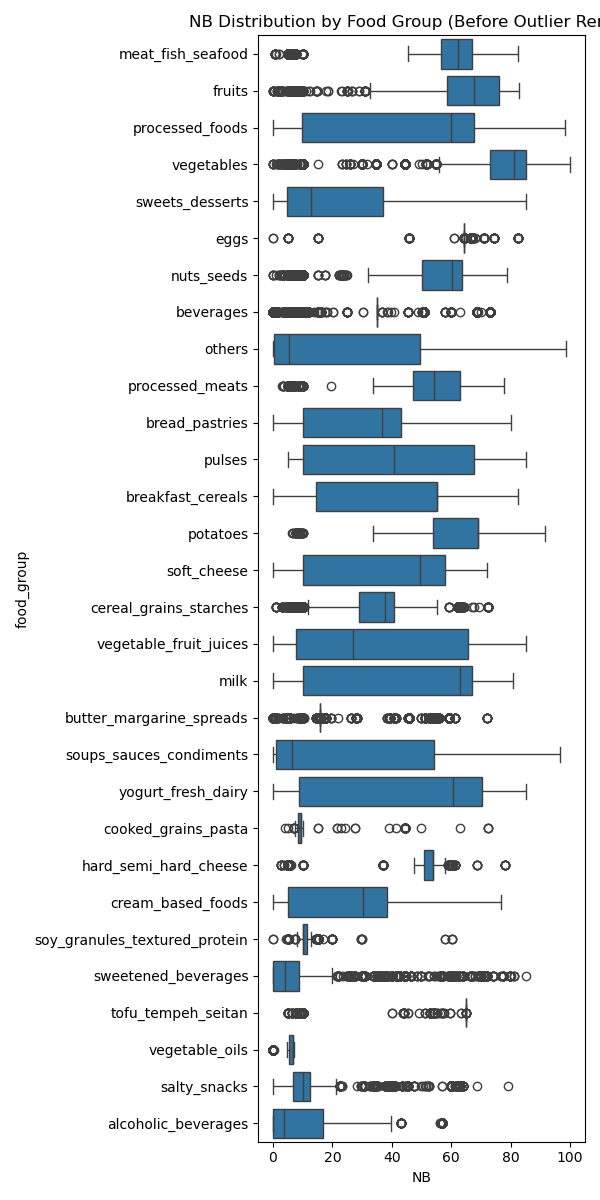 NB Distribution by Food Group (Before Outlier Rer
meat_fish_seafood
fruits
processed_foods
vegetables
sweets_desserts
eggs
nuts_seeds
beverages
others
processed_meats
bread_pastries
pulses
breakfast_cereals
potatoes
soft_cheese
cereal_grains_starches
vegetable_fruit_juices
milk
butter_margarine_spreads
soups_sauces_condiments
yogurt_fresh_dairy
cooked_grains_pasta
hard_semi_hard_cheese
cream_based_foods
soy_granules_textured_protein
sweetened_beverages
tofu_tempeh_seitan
vegetable_oils
salty_snacks
alcoholic_beverages
food_group
0 20 40 60 80 100
NB